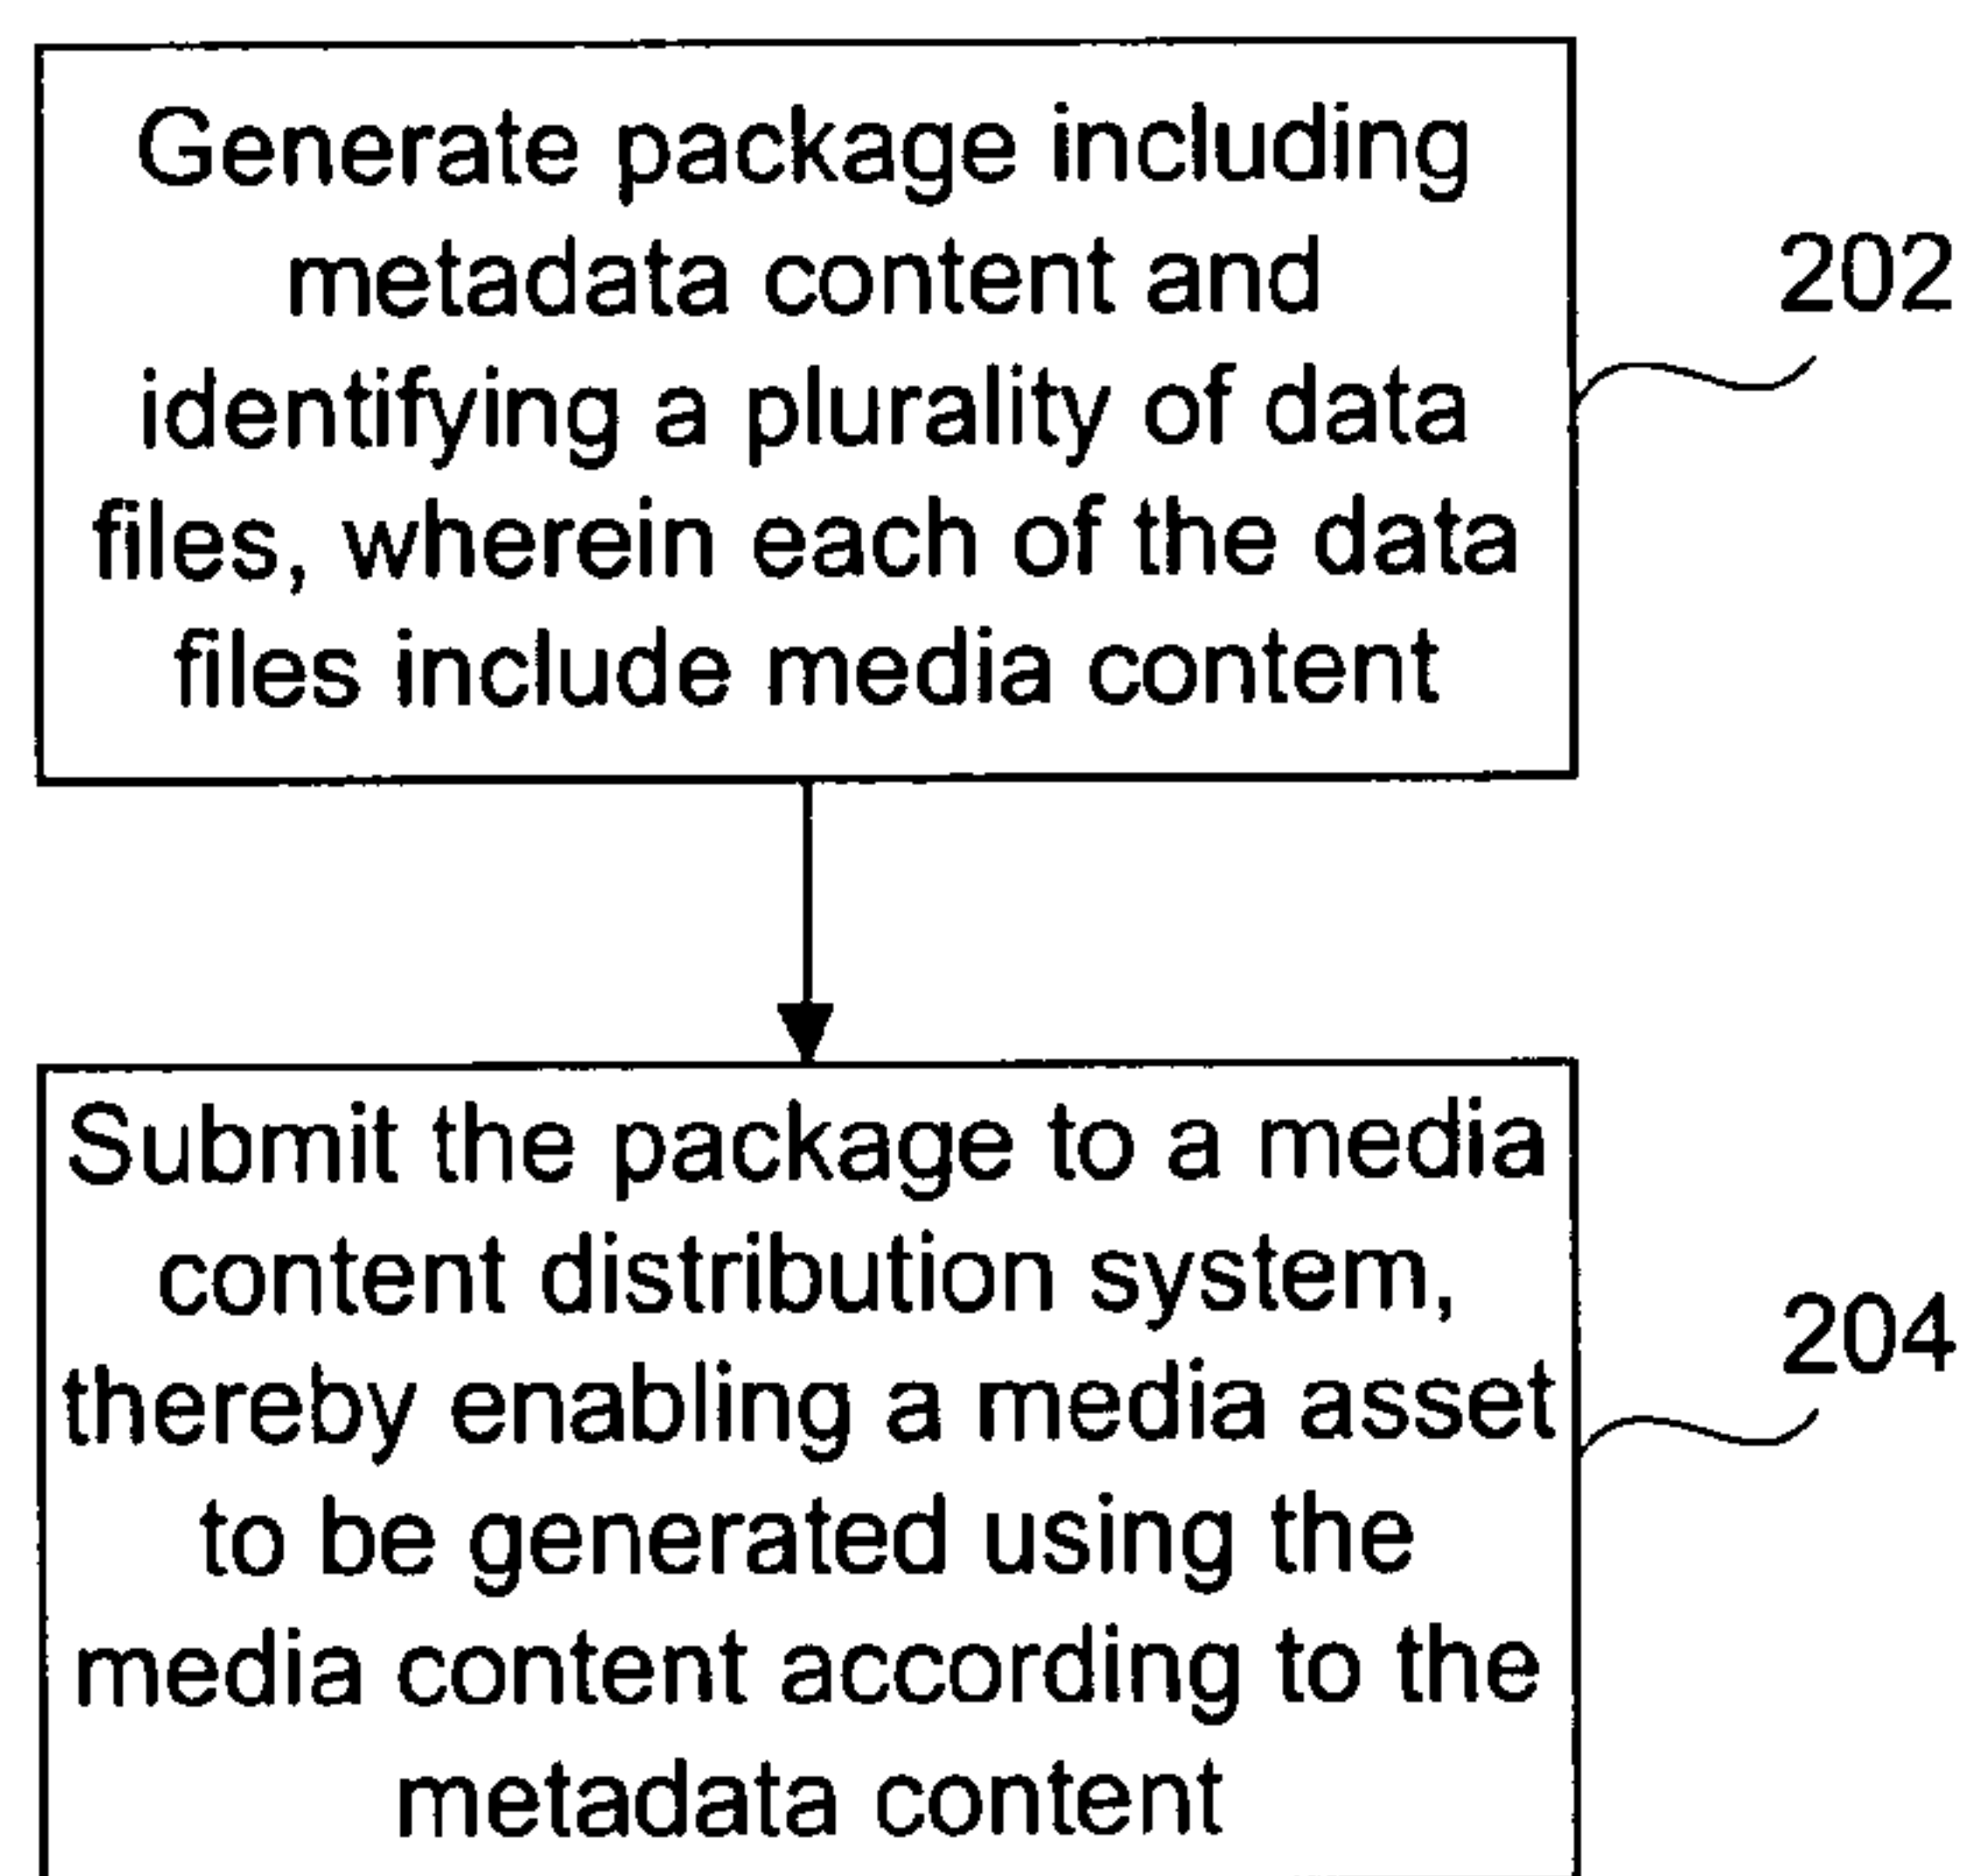 Generate package including
metadata content and
identifying a plurality of data
files, wherein each of the data
files include media content
202
Submit the package to a media
content distribution system,
thereby enabling a media asset
to be generated using the
media content according to the
metadata content
204